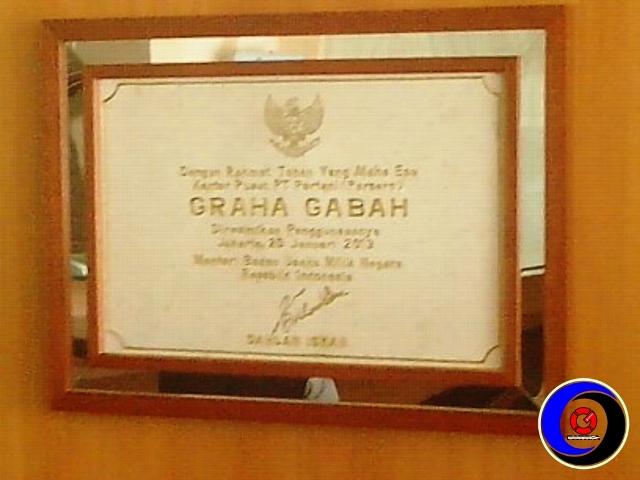 Dengan Rahmat Tuhan Yang Maha Esa
Kantor Pusat PT Pertani (Persero)
GRAHA GABAH
Diresmikan Penggunaannya
Jakarta, 20 Januari 2013
Menteri Badan Usaha Milik Negara
Republik Indonesia
DAHLAN ISKAN